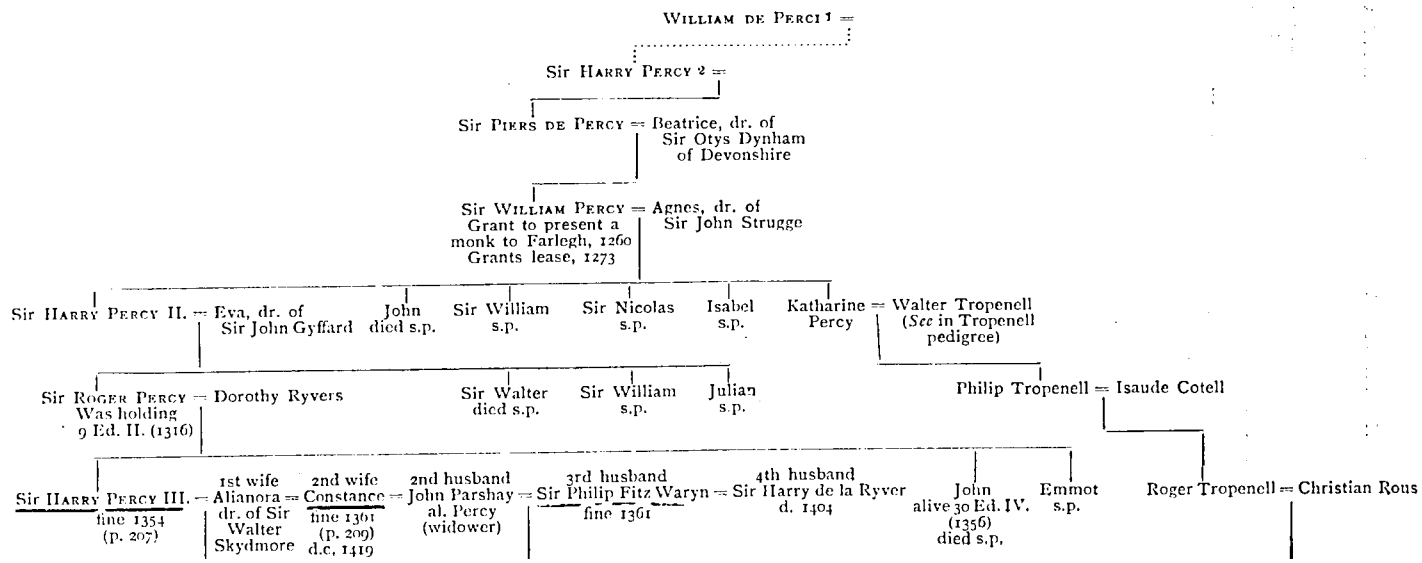 WILLIAM DE PERCI 1 =
Sir HARRY PERCY 2 =
Sir PIERS DE PERCY = Beatrice, dr. of
Sir Otys Dynham
of Devonshire
Sir WILLIAM PERCY = Agnes, dr. of
Grant to present a Sir John Strugge
monk to Farlegh, 1260
Grants lease, 1273
Sir HARRY PERCY II. = Eva, dr. of John Sir William Sir Nicolas Isabel Katharine = Walter Tropenell
Sir John Gyffard died s.p. s.p. s.p. s.p. Percy (See in Tropenell
pedigree)
Sir ROGER PERCY = Dorothy Ryvers Sir Walter Sir William Julian Philip Tropenell = Isaude Cotell
Was holding died s.p. s.p. s.p.
9 Ed. II. (1316)
1st wife 2nd wife 2nd husband 3rd husband 4th husband
Sir HARRY PERCY III. = Alianora = Constance = John Parshay = Sir Philip Fitz Waryn = Sir Harry de la Ryver John Emmot Roger Tropenell = Christian Rous
fine 1354 dr. of Sir fine 1361 al. Percy fine 1361 d. 1404 alive 30 Ed. IV. s.p.
(p. 207) Walter (p. 209) (widower) (1356)
Skydmore d.c, 1419 died s.p,